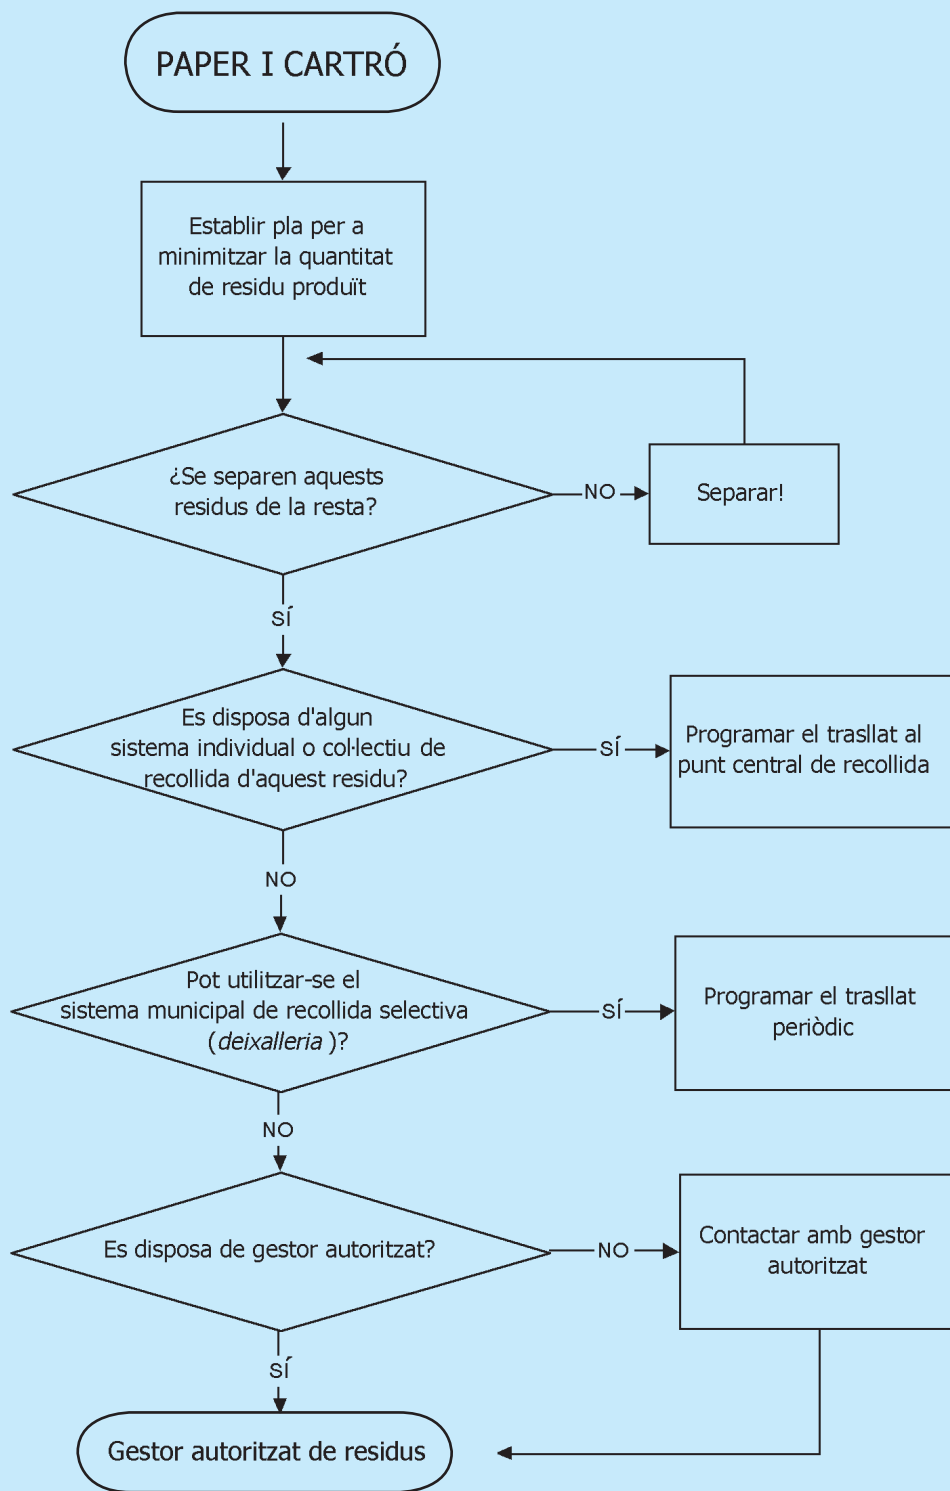 PAPER I CARTRÓ
Establir pla per a
minimitzar la quantitat
de residu produït
¿Se separen aquests
residus de la resta?
NO
Separar!
SÍ
Es disposa d'algun
sistema individual o col·lectiu de
recollida d'aquest residu?
SÍ
Programar el trasllat al
punt central de recollida
NO
Pot utilitzar-se el
sistema municipal de recollida selectiva
(deixalleria )?
SÍ
Programar el trasllat
periòdic
NO
Es disposa de gestor autoritzat?
NO
Contactar amb gestor
autoritzat
SÍ
Gestor autoritzat de residus